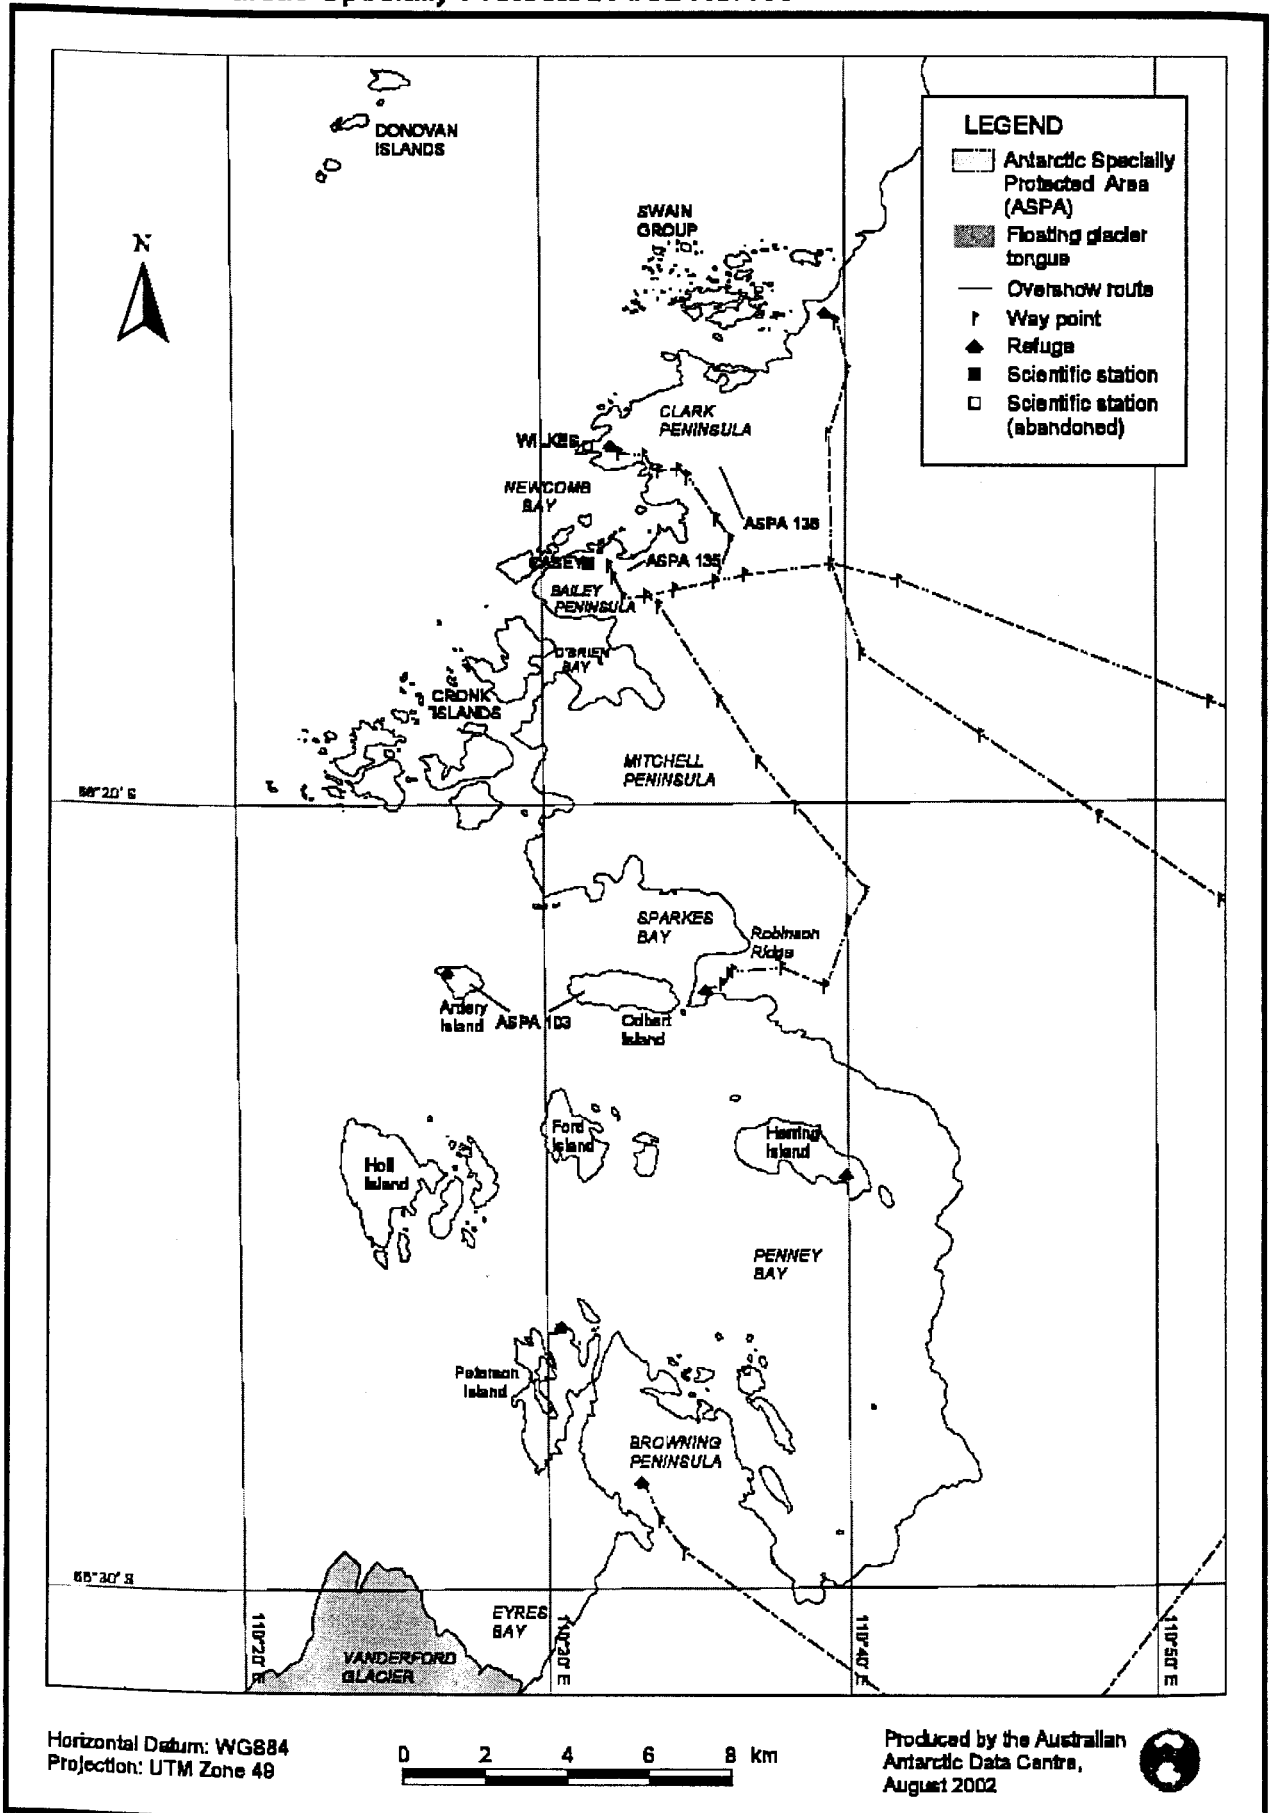 DONOVAN
ISLANDS
SWAIN
GROUP
N
LEGEND
Antarctic Specially
Protected Area
(ASPA)
Floating glacier
tongue
Oversnow route
Way point
Refuge
Scientific station
Scientific station
(abandoned)
CLARK
PENINSULA
WILKES
NEWCOMB
BAY
ASPA 136
CASEY
ASPA 135
BAILEY
PENINSULA
O'BRIEN
BAY
CRONK
ISLANDS
MITCHELL
PENINSULA
66°20' S
SPARKES
BAY
Robinson
Ridge
Ardery
Island
ASPA 103
Odbert
Island
Ford
Island
Herring
Island
Holl
Island
PENNEY
BAY
Peterson
Island
BROWNING
PENINSULA
66°30' S
EYRES
BAY
VANDERFORD
GLACIER
110°20' E
110°30' E
110°40' E
110°50' E
Horizontal Datum: WGS84
Projection: UTM Zone 49
0 2 4 6 8 km
Produced by the Australian
Antarctic Data Centre,
August 2002